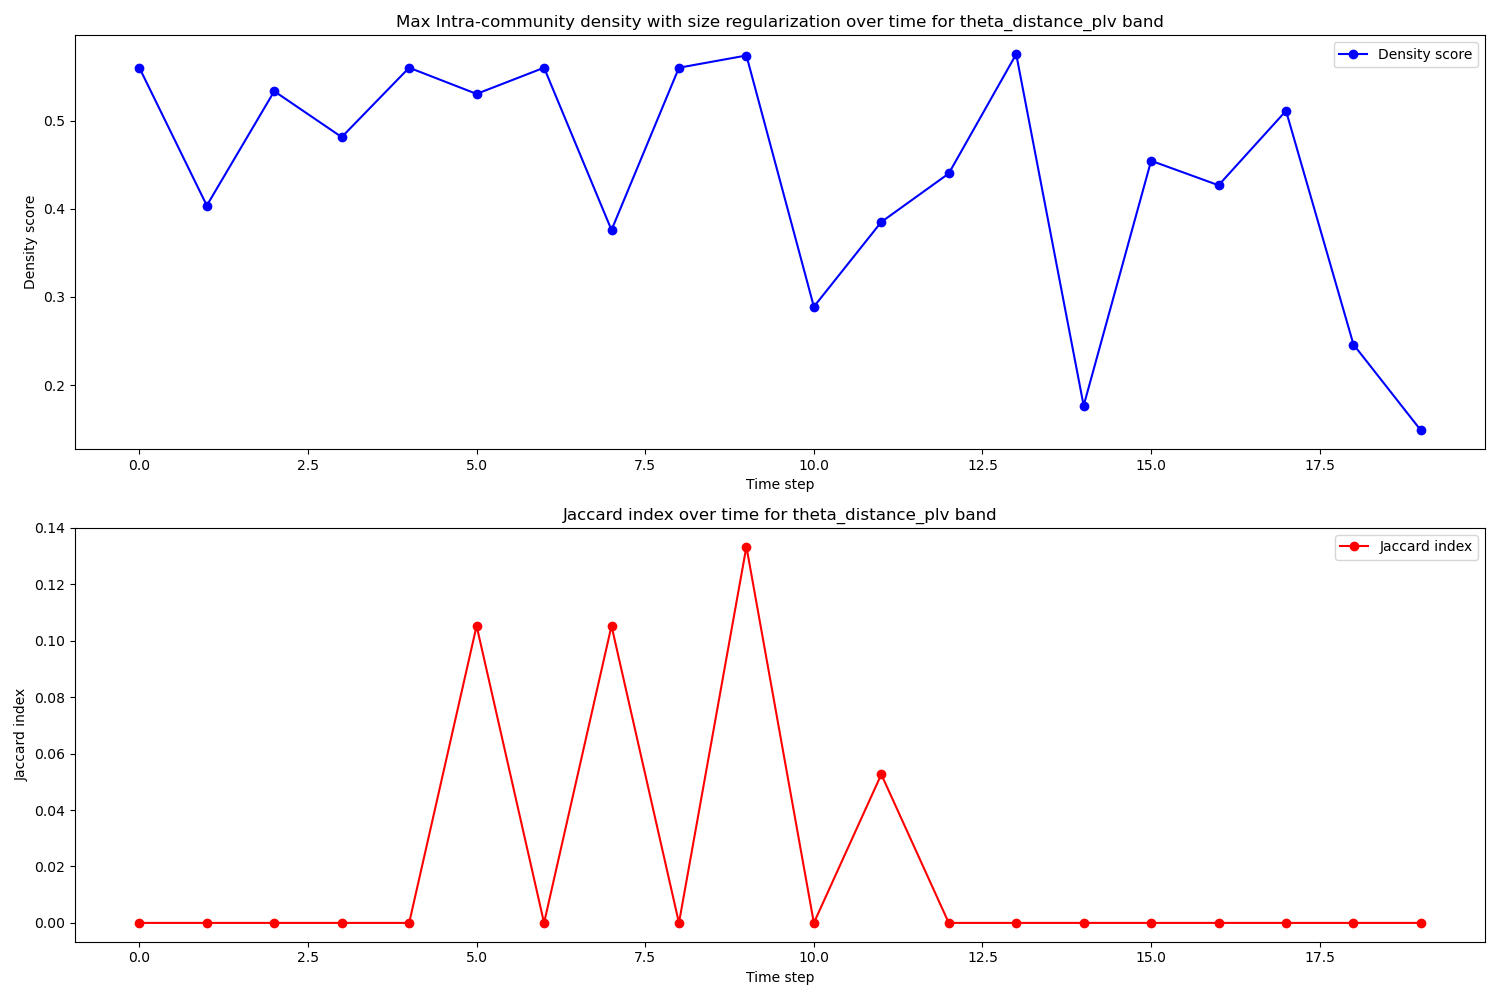 Max Intra-community density with size regularization over time for theta_distance_plv band
Density score
0.5
0.4
0.3
0.2
Density score
0.0 2.5 5.0 7.5 10.0 12.5 15.0 17.5
Time step
Jaccard index over time for theta_distance_plv band
Jaccard index
0.14
0.12
0.10
0.08
0.06
0.04
0.02
0.00
Jaccard index
0.0 2.5 5.0 7.5 10.0 12.5 15.0 17.5
Time step